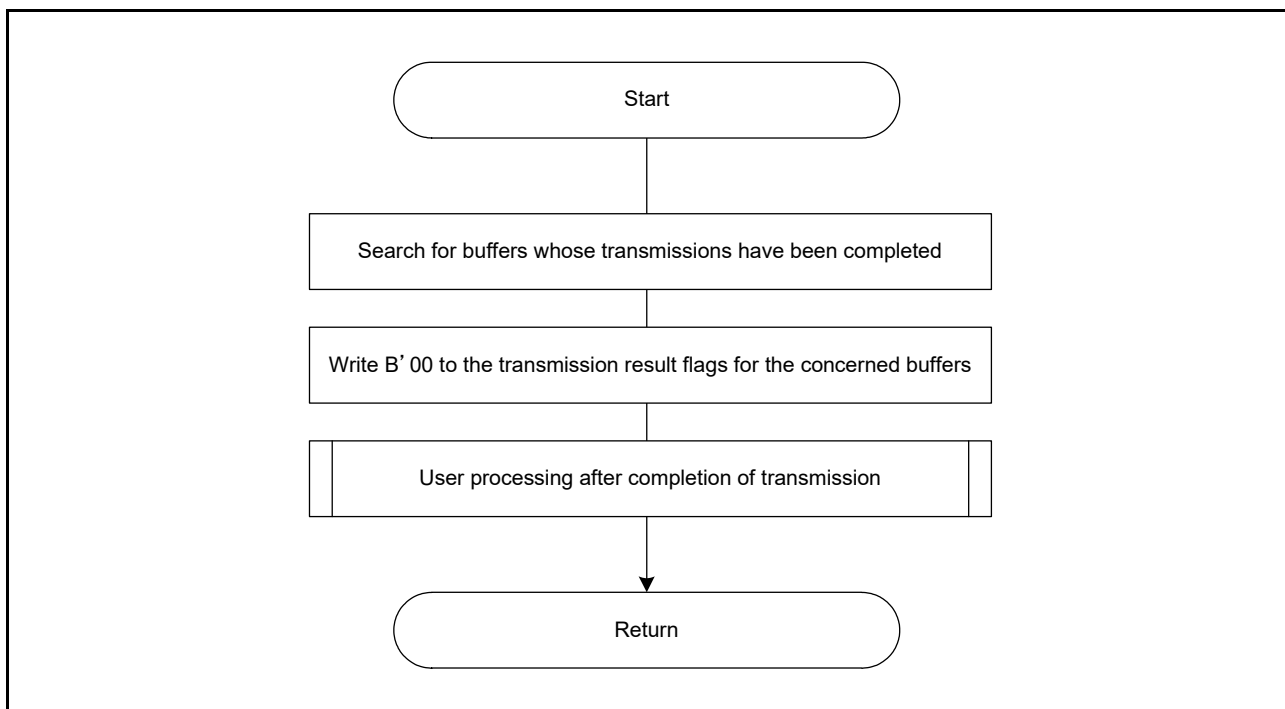 Start
Search for buffers whose transmissions have been completed
Write B’00 to the transmission result flags for the concerned buffers
User processing after completion of transmission
Return